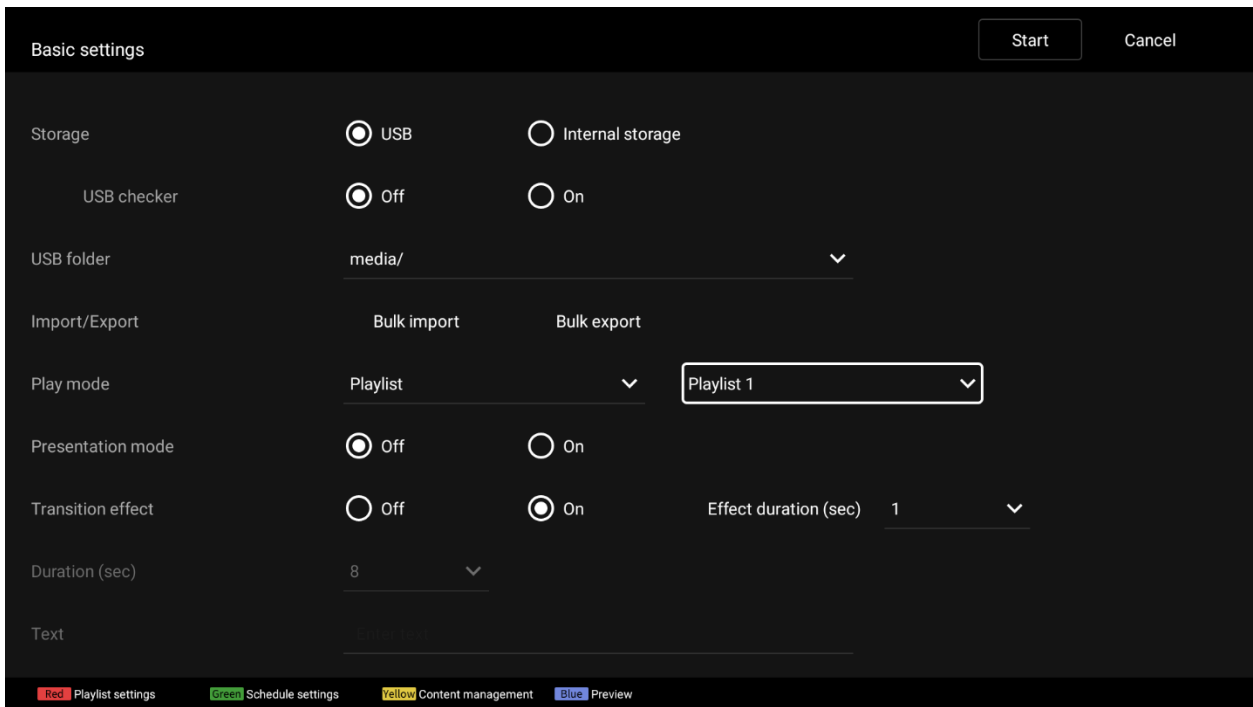 Basic settings Start Cancel
Storage USB Internal storage
USB checker Off On
USB folder media/
Import/Export Bulk import Bulk export
Play mode Playlist Playlist 1
Presentation mode Off On
Transition effect Off On Effect duration (sec) 1
Duration (sec) 8
Text Enter text
Red Playlist settings Green Schedule settings Yellow Content management Blue Preview